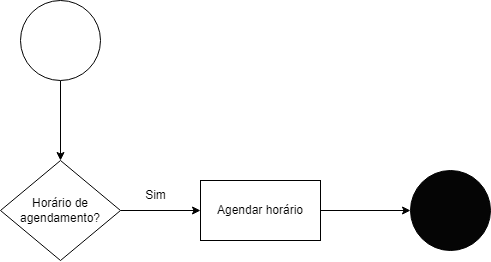 Horário de
agendamento?
Sim
Agendar horário